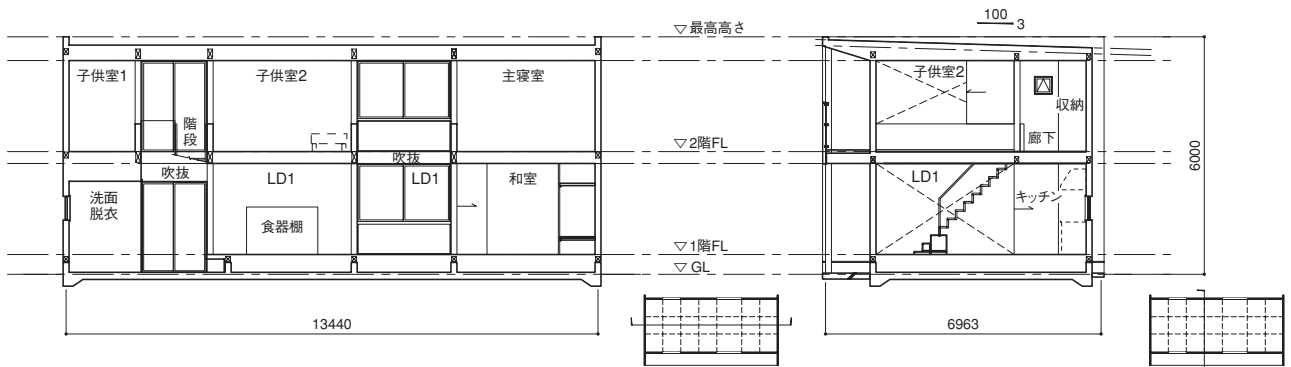 子供室1
階段
子供室2
主寝室
吹抜
吹抜
洗面
脱衣
LD1
食器棚
LD1
和室
13440
▽最高高さ
▽2階FL
▽1階FL
▽GL
100
3
子供室2
収納
廊下
LD1
キッチン
6000
6963